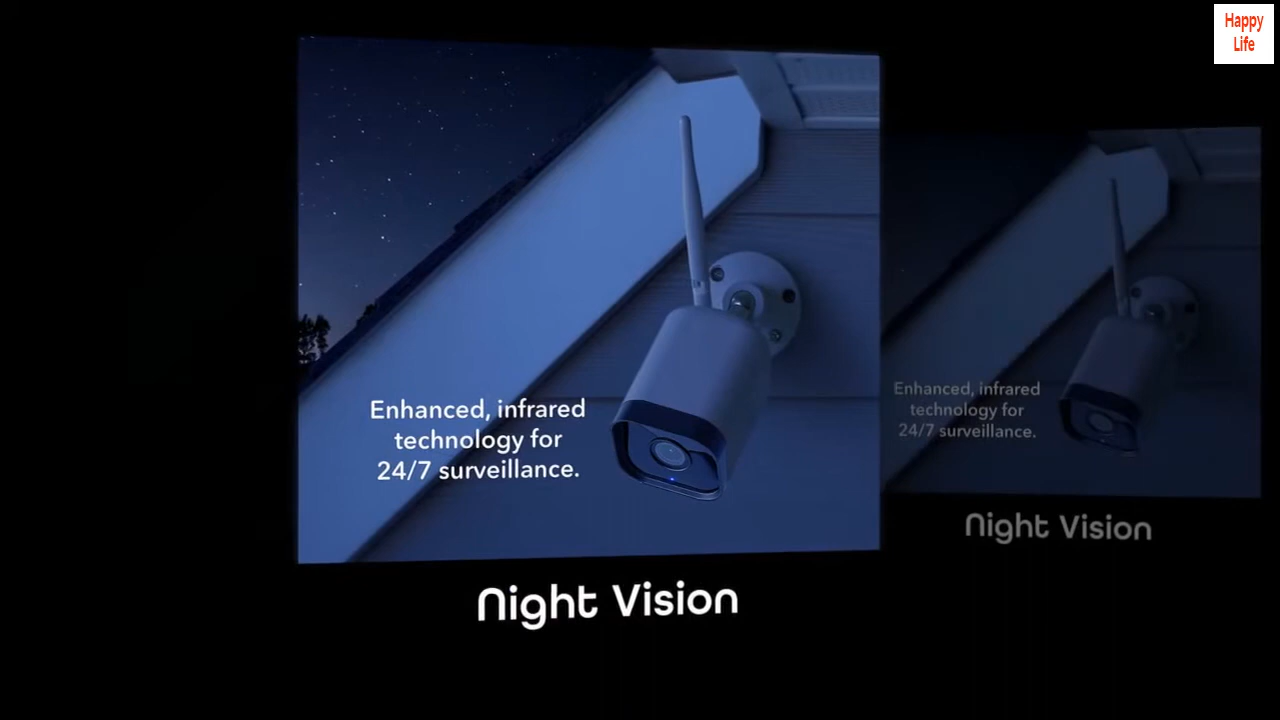 Happy
Life
Enhanced, infrared
technology for
24/7 surveillance.
Night Vision
Enhanced, infrared
technology for
24/7 surveillance.
Night Vision